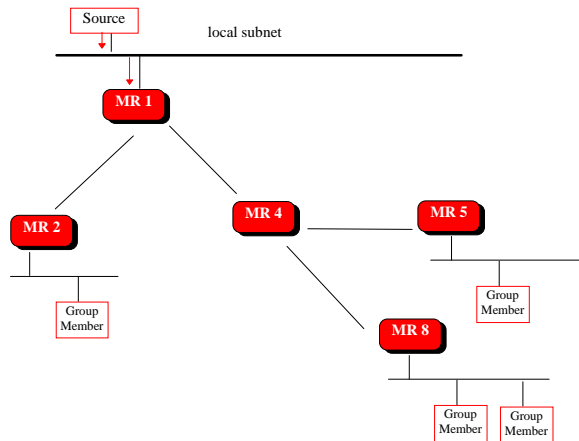 Source
local subnet
MR 1
MR 2
MR 4
MR 5
Group
Member
Group
Member
MR 8
Group
Member
Group
Member